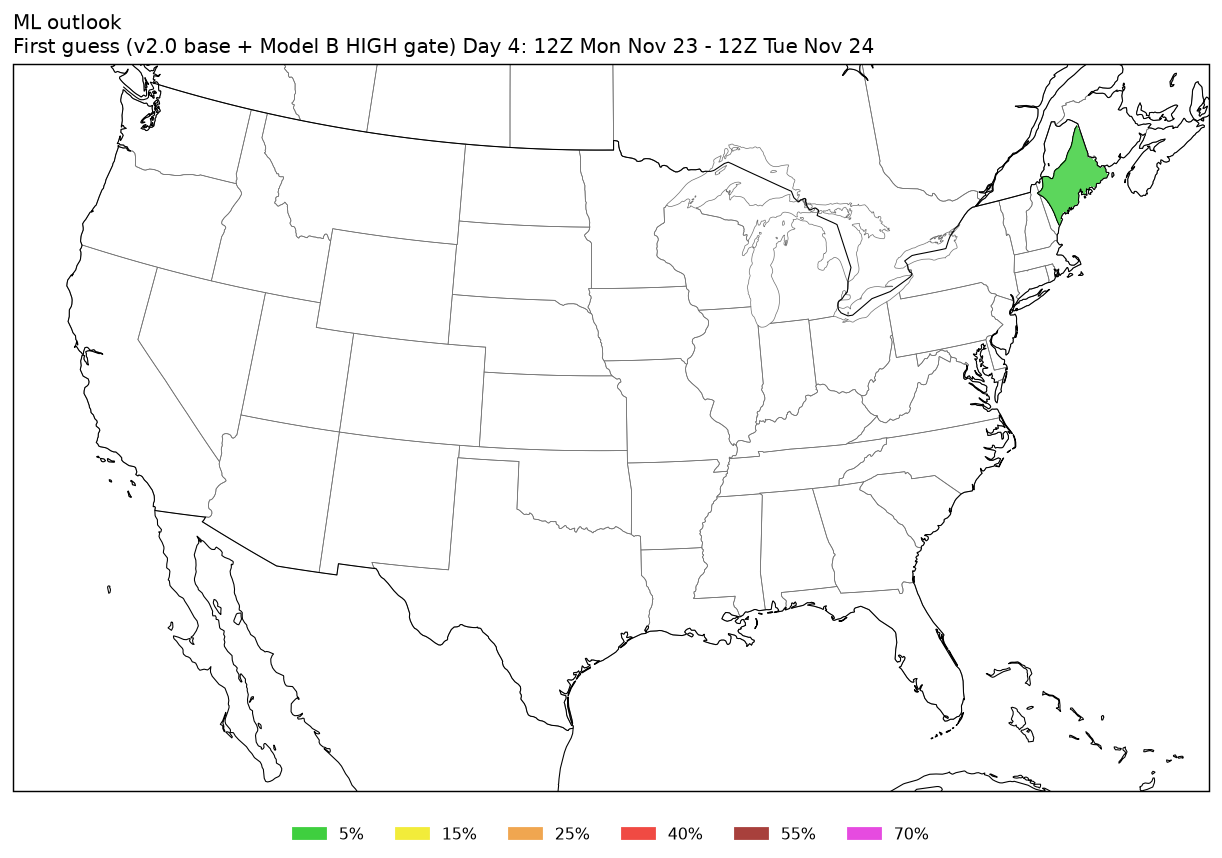 ML outlook
First guess (v2.0 base + Model B HIGH gate) Day 4: 12Z Mon Nov 23 - 12Z Tue Nov 24
5% 15% 25% 40% 55% 70%